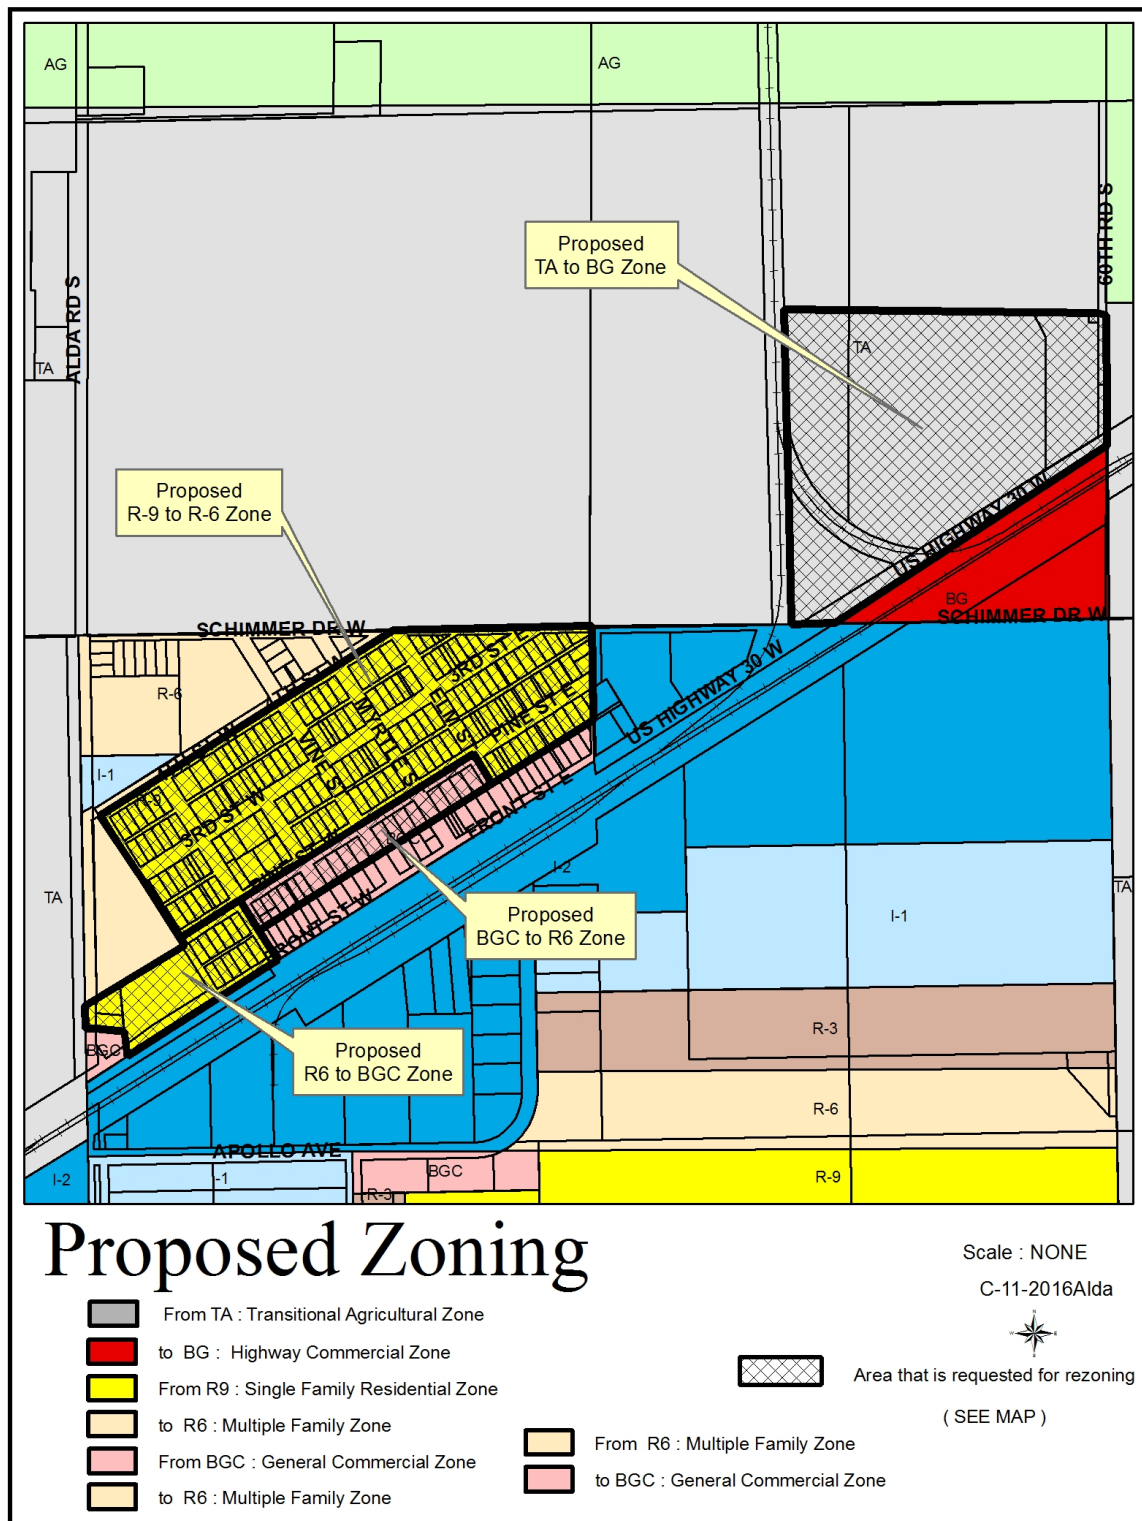 AG
AG
60TH RD S
Proposed
TA to BG Zone
ALDA RD S
TA
TA
Proposed
R-9 to R-6 Zone
US HIGHWAY 30 W
BG
SCHIMMER DR W
SCHIMMER DR W
3RD ST E
R-6
ELM S
MYRTLE S
PINE ST E
US HIGHWAY 30 W
VINE S
I-1
R-9
3RD ST W
FRONT ST E
I-2
TA
TA
I-1
Proposed
BGC to R6 Zone
FRONT ST W
R-3
BGC
Proposed
R6 to BGC Zone
R-6
APOLLO AVE
I-2
-1
BGC
R-9
R-3
Proposed Zoning
Scale : NONE
C-11-2016Alda
N
W
E
S
From TA : Transitional Agricultural Zone
to BG : Highway Commercial Zone
From R9 : Single Family Residential Zone
to R6 : Multiple Family Zone
From BGC : General Commercial Zone
to R6 : Multiple Family Zone
From R6 : Multiple Family Zone
to BGC : General Commercial Zone
Area that is requested for rezoning
( SEE MAP )